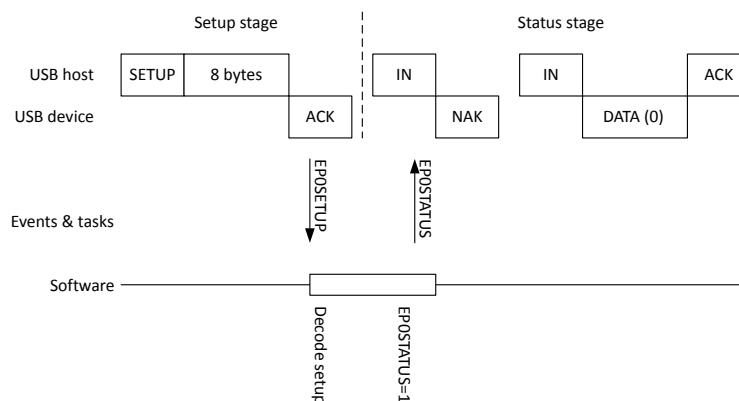 Setup stage
Status stage
USB host
SETUP
8 bytes
IN
IN
ACK
USB device
ACK
NAK
DATA (0)
EP0SETUP
EP0STATUS
Events & tasks
Software
Decode setup
EP0STATUS=1